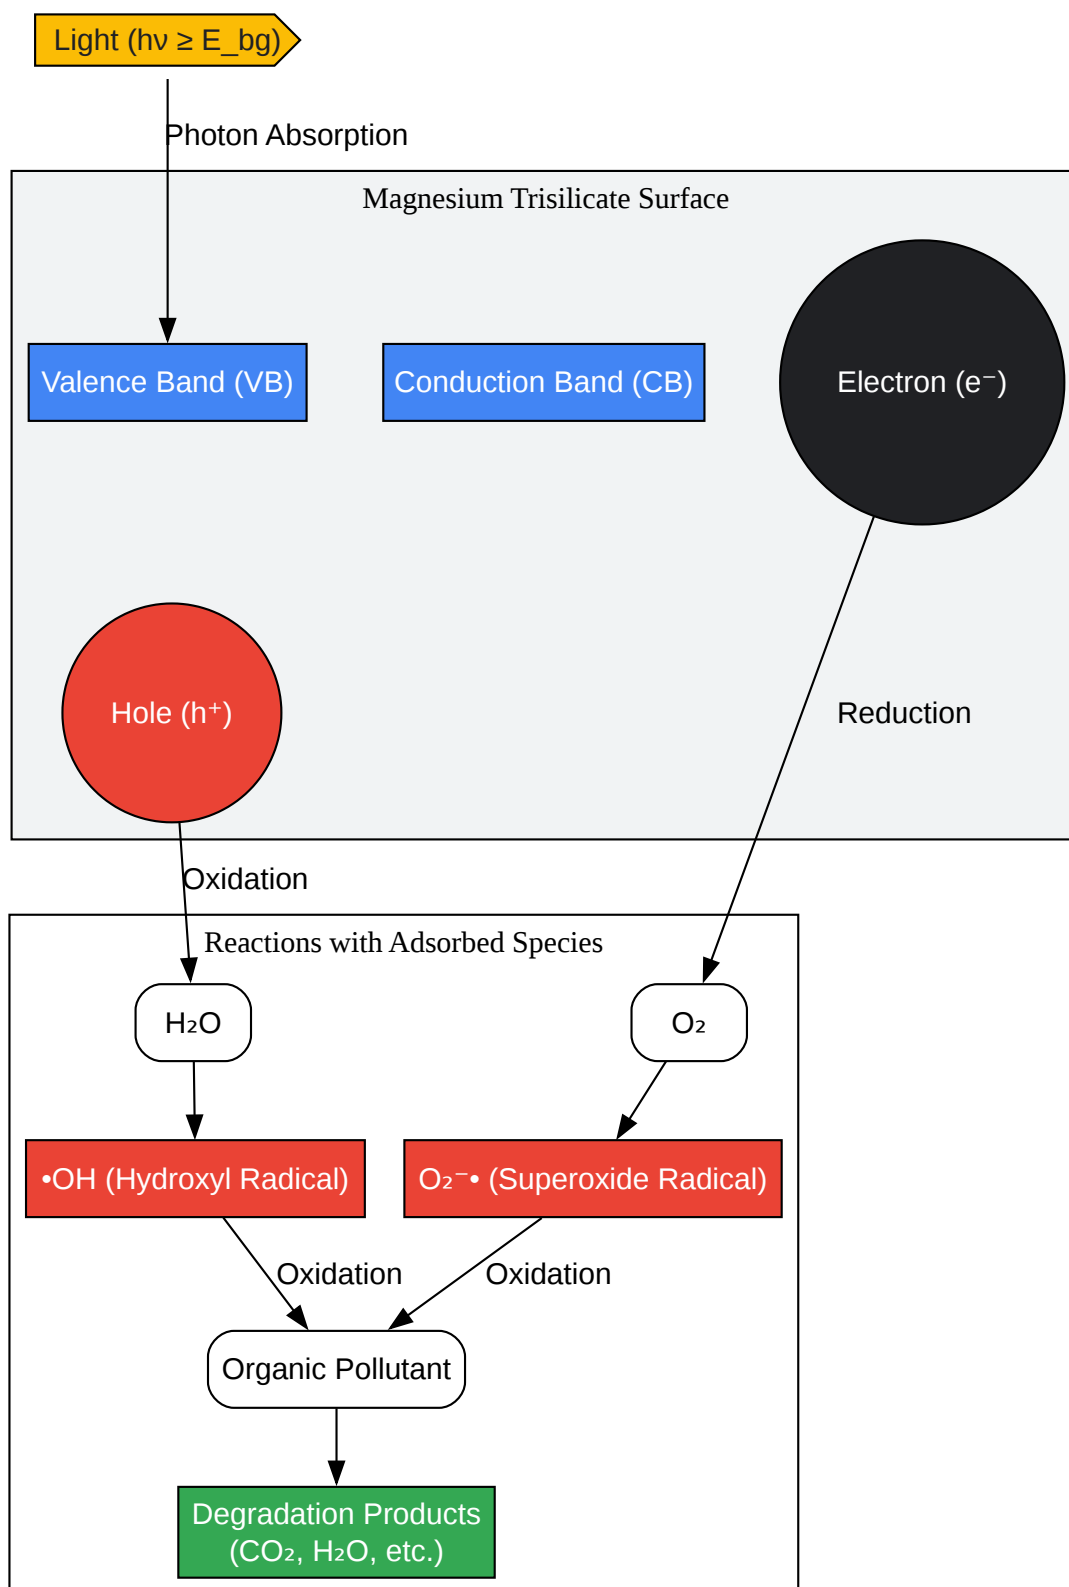 Light (hν ≥ E_bg)
Photon Absorption
Magnesium Trisilicate Surface
Valence Band (VB)
Conduction Band (CB)
Electron (e⁻)
Hole (h⁺)
Reduction
Oxidation
Reactions with Adsorbed Species
H₂O
O₂
•OH (Hydroxyl Radical)
O₂⁻• (Superoxide Radical)
Oxidation
Oxidation
Organic Pollutant
Degradation Products
(CO₂, H₂O, etc.)